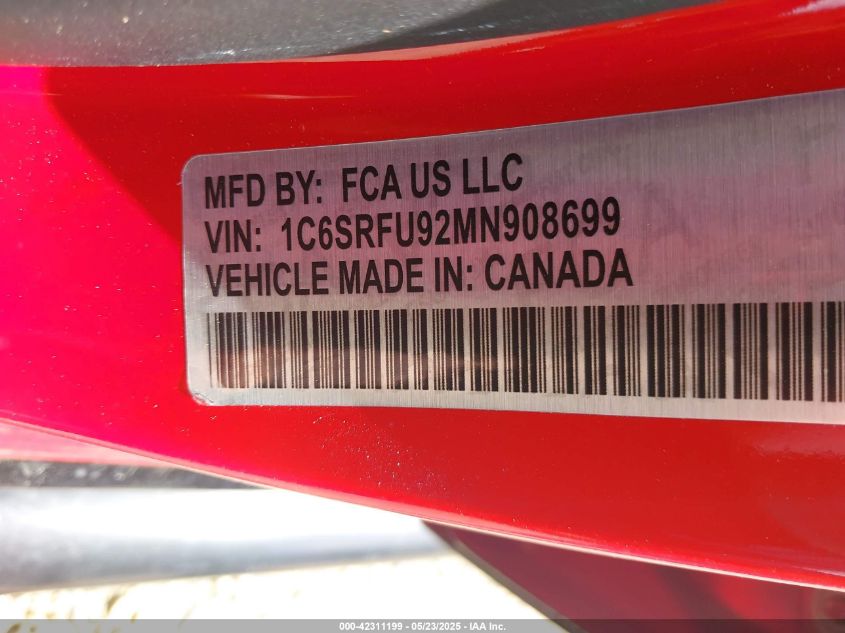 MFD BY: FCA US LLC
VIN: 1C6SRFU92MN908699
VEHICLE MADE IN: CANADA
000-42311199 - 05/23/2025 - IAA Inc.